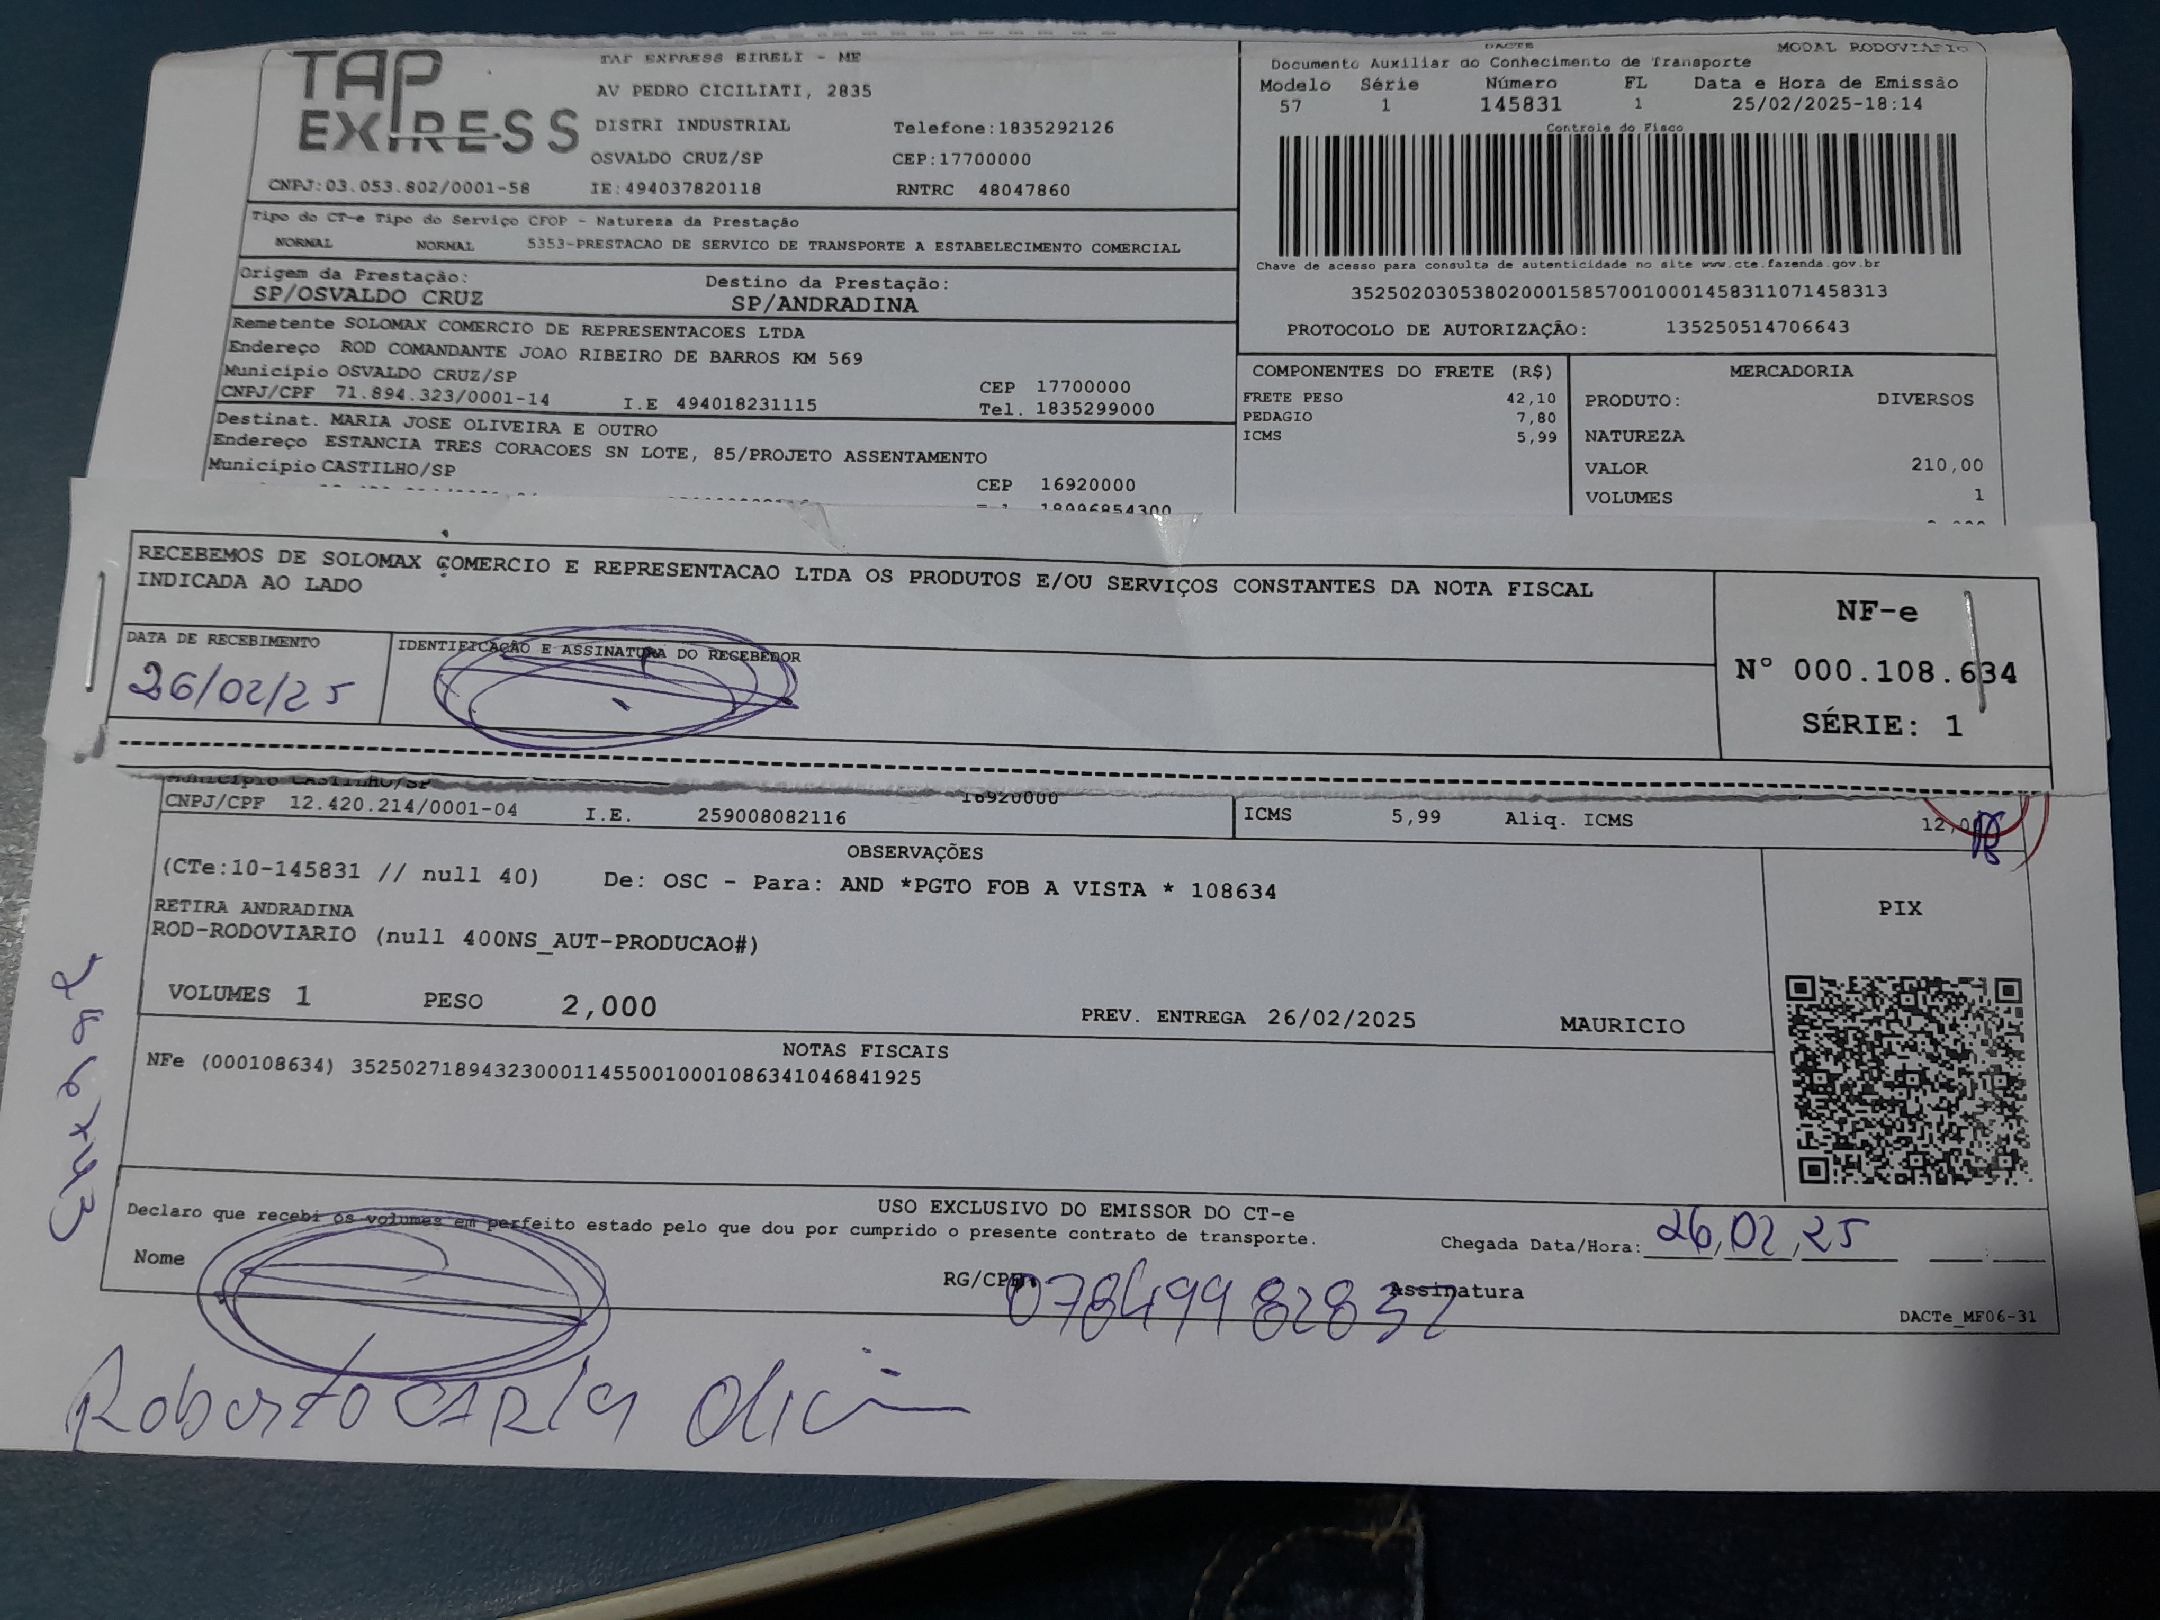 TAP EXPRESS
TAP EXPRESS EIRELI - ME
AV PEDRO CICILIATI, 2835
DISTRI INDUSTRIAL Telefone:1835292126
OSVALDO CRUZ/SP CEP:17700000
CNPJ:03.053.802/0001-58 IE:494037820118 RNTRC 48047860
DACTE MODAL RODOVIARIO
Documento Auxiliar do Conhecimento de Transporte
Modelo Série Número FL Data e Hora de Emissão
57 1 145831 1 25/02/2025-18:14
Controle do Fisco
Chave de acesso para consulta de autenticidade no site www.cte.fazenda.gov.br
35250203053802000158570010001458311071458313
PROTOCOLO DE AUTORIZAÇÃO: 135250514706643
Tipo do CT-e Tipo do Serviço CFOP - Natureza da Prestação
NORMAL NORMAL 5353-PRESTACAO DE SERVICO DE TRANSPORTE A ESTABELECIMENTO COMERCIAL
Origem da Prestação: Destino da Prestação:
SP/OSVALDO CRUZ SP/ANDRADINA
Remetente SOLOMAX COMERCIO DE REPRESENTACOES LTDA
Endereço ROD COMANDANTE JOAO RIBEIRO DE BARROS KM 569
Municipio OSVALDO CRUZ/SP CEP 17700000
CNPJ/CPF 71.894.323/0001-14 I.E 494018231115 Tel. 1835299000
Destinat. MARIA JOSE OLIVEIRA E OUTRO
Endereço ESTANCIA TRES CORACOES SN LOTE, 85/PROJETO ASSENTAMENTO
Municipio CASTILHO/SP CEP 16920000
18996854300
COMPONENTES DO FRETE (R$)
FRETE PESO 42,10
PEDAGIO 7,80
ICMS 5,99
MERCADORIA
PRODUTO: DIVERSOS
NATUREZA
VALOR 210,00
VOLUMES 1
RECEBEMOS DE SOLOMAX COMERCIO E REPRESENTACAO LTDA OS PRODUTOS E/OU SERVIÇOS CONSTANTES DA NOTA FISCAL
INDICADA AO LADO
DATA DE RECEBIMENTO IDENTIFICAÇÃO E ASSINATURA DO RECEBEDOR
26/02/25
NF-e
Nº 000.108.634
SÉRIE: 1
Municipio CASTILHO/SP 16920000
CNPJ/CPF 12.420.214/0001-04 I.E. 259008082116
ICMS 5,99 Aliq. ICMS
OBSERVAÇÕES
(CTe:10-145831 // null 40) De: OSC - Para: AND *PGTO FOB A VISTA * 108634
RETIRA ANDRADINA
ROD-RODOVIARIO (null 400NS_AUT-PRODUCAO#)
PIX
VOLUMES 1 PESO 2,000 PREV. ENTREGA 26/02/2025 MAURICIO
NOTAS FISCAIS
NFe (000108634) 35250271894323000114550010001086341046841925
USO EXCLUSIVO DO EMISSOR DO CT-e
Declaro que recebi os volumes em perfeito estado pelo que dou por cumprido o presente contrato de transporte.
Chegada Data/Hora: 26,02,25
Nome RG/CPF: 07849982832 Assinatura
DACTe_MF06-31
Roberto